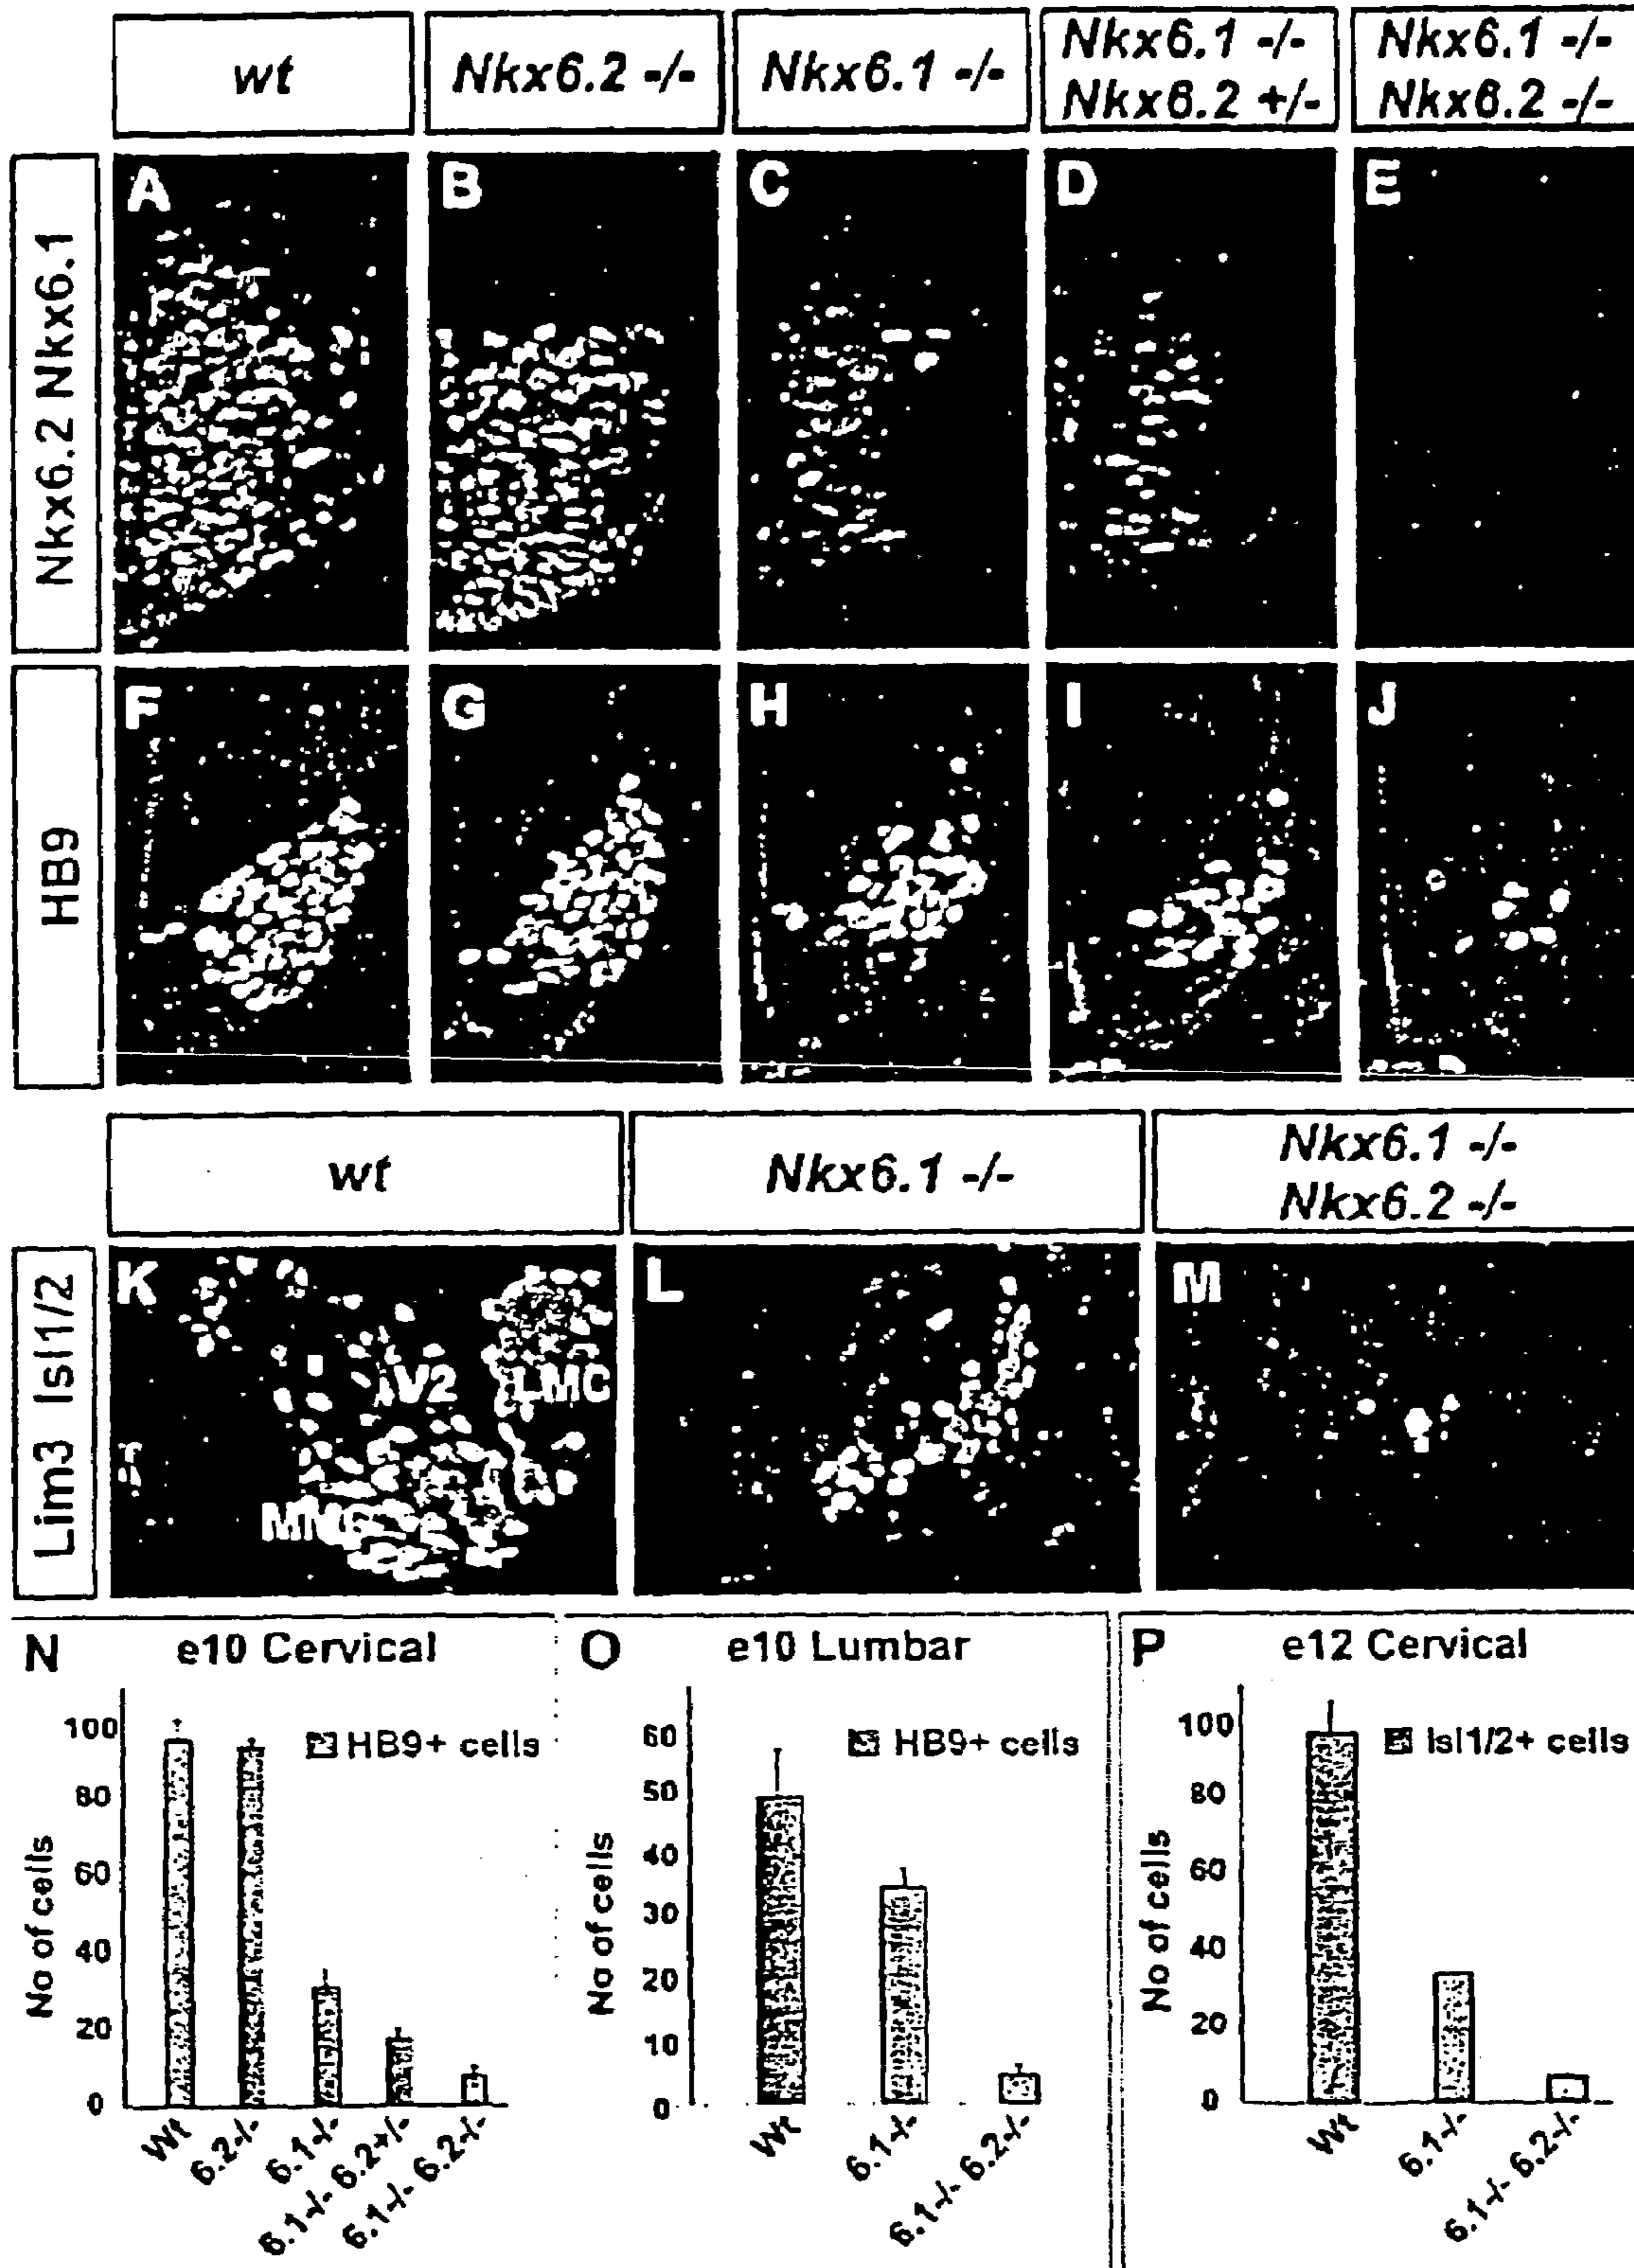 wt
Nkx6.2 -/-
Nkx6.1 -/-
Nkx6.1 -/-
Nkx6.2 +/-
Nkx6.1 -/-
Nkx6.2 -/-
Nkx6.2 Nkx6.1
A
B
C
D
E
HB9
F
G
H
I
J
wt
Nkx6.1 -/-
Nkx6.1 -/-
Nkx6.2 -/-
Lim3 Isl1/2
K
V2
LMC
MMC
L
M
N e10 Cervical
HB9+ cells
No of cells
100
80
60
40
20
0
Wt
6.2-/-
6.1-/-
6.1-/- 6.2+/-
6.1-/- 6.2-/-
O e10 Lumbar
HB9+ cells
No of cells
60
50
40
30
20
10
0
Wt
6.1-/-
6.1-/- 6.2-/-
P e12 Cervical
Isl1/2+ cells
No of cells
100
80
60
40
20
0
Wt
6.1-/-
6.1-/- 6.2-/-